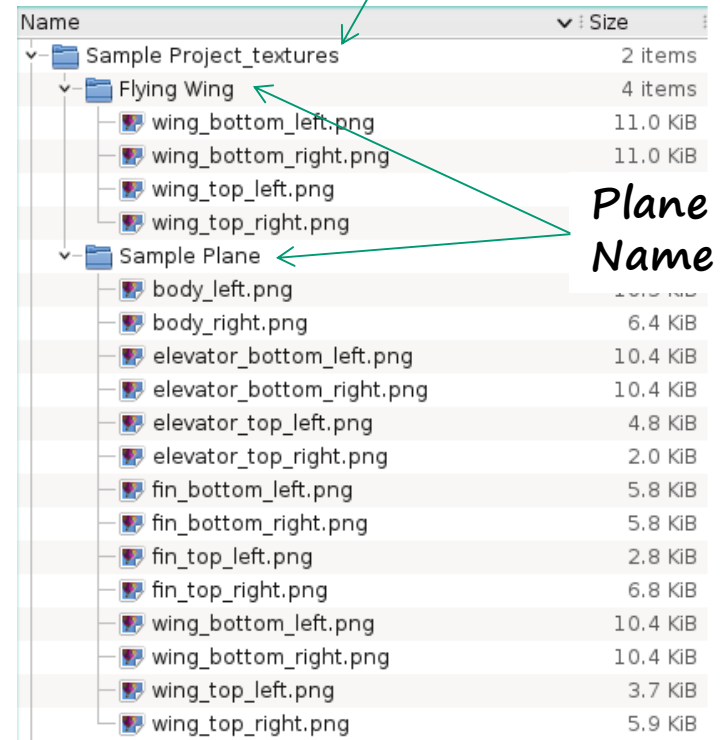 Name Size
Sample Project_textures 2 items
Flying Wing 4 items
wing_bottom_left.png 11.0 KiB
wing_bottom_right.png 11.0 KiB
wing_top_left.png
wing_top_right.png
Plane
Name
Sample Plane
body_left.png
body_right.png 6.4 KiB
elevator_bottom_left.png 10.4 KiB
elevator_bottom_right.png 10.4 KiB
elevator_top_left.png 4.8 KiB
elevator_top_right.png 2.0 KiB
fin_bottom_left.png 5.8 KiB
fin_bottom_right.png 5.8 KiB
fin_top_left.png 2.8 KiB
fin_top_right.png 6.8 KiB
wing_bottom_left.png 10.4 KiB
wing_bottom_right.png 10.4 KiB
wing_top_left.png 3.7 KiB
wing_top_right.png 5.9 KiB